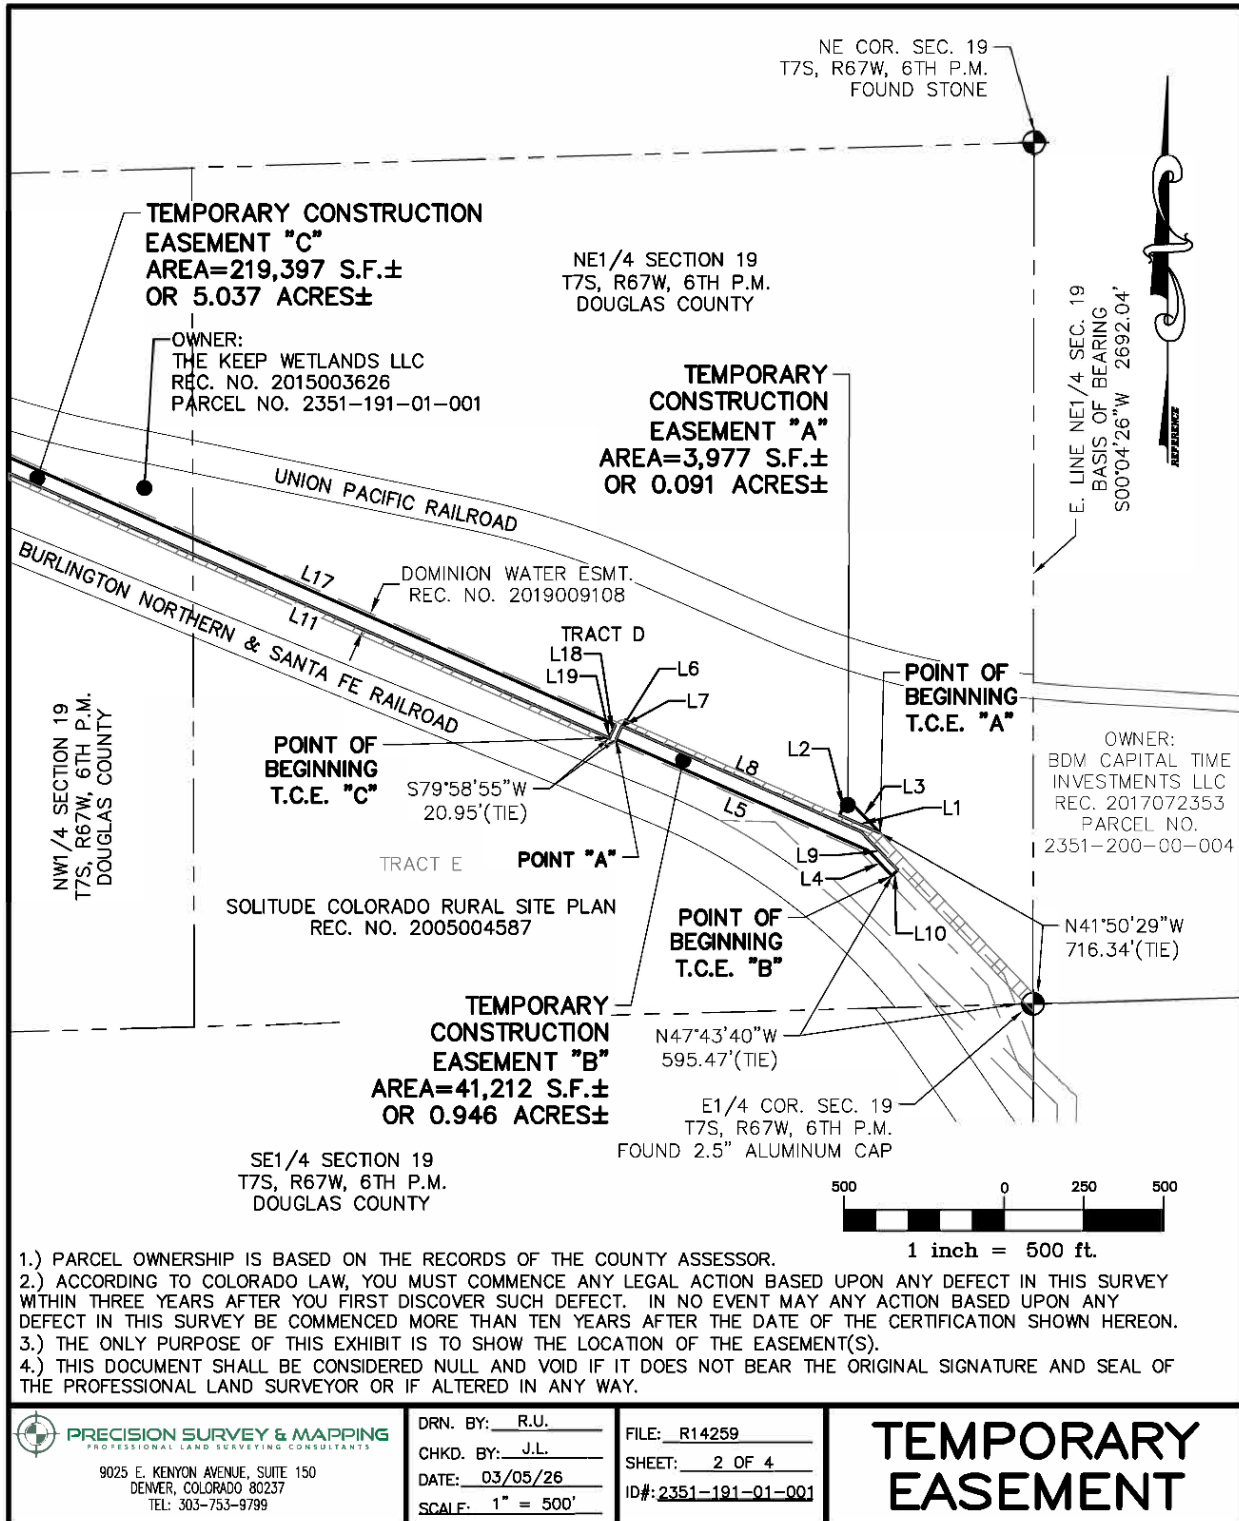 NE COR. SEC. 19
T7S, R67W, 6TH P.M.
FOUND STONE
TEMPORARY CONSTRUCTION
EASEMENT "C"
AREA=219,397 S.F.±
OR 5.037 ACRES±
NE1/4 SECTION 19
T7S, R67W, 6TH P.M.
DOUGLAS COUNTY
E. LINE NE1/4 SEC. 19
BASIS OF BEARING
S00°04'26"W 2692.04'
REFERENCE
OWNER:
THE KEEP WETLANDS LLC
REC. NO. 2015003626
PARCEL NO. 2351-191-01-001
TEMPORARY
CONSTRUCTION
EASEMENT "A"
AREA=3,977 S.F.±
OR 0.091 ACRES±
UNION PACIFIC RAILROAD
BURLINGTON NORTHERN & SANTA FE RAILROAD
L17
L11
DOMINION WATER ESMT.
REC. NO. 2019009108
TRACT D
L18
L19
L6
L7
POINT OF
BEGINNING
T.C.E. "A"
NW1/4 SECTION 19
T7S, R67W, 6TH P.M.
DOUGLAS COUNTY
POINT OF
BEGINNING
T.C.E. "C"
S79°58'55"W
20.95'(TIE)
L8
L5
L2
L3
L1
OWNER:
BDM CAPITAL TIME
INVESTMENTS LLC
REC. 2017072353
PARCEL NO.
2351-200-00-004
TRACT E
POINT "A"
L9
L4
L10
SOLITUDE COLORADO RURAL SITE PLAN
REC. NO. 2005004587
POINT OF
BEGINNING
T.C.E. "B"
N41°50'29"W
716.34'(TIE)
TEMPORARY
CONSTRUCTION
EASEMENT "B"
AREA=41,212 S.F.±
OR 0.946 ACRES±
N47°43'40"W
595.47'(TIE)
E1/4 COR. SEC. 19
T7S, R67W, 6TH P.M.
FOUND 2.5" ALUMINUM CAP
SE1/4 SECTION 19
T7S, R67W, 6TH P.M.
DOUGLAS COUNTY
500 0 250 500
1 inch = 500 ft.
1.) PARCEL OWNERSHIP IS BASED ON THE RECORDS OF THE COUNTY ASSESSOR.
2.) ACCORDING TO COLORADO LAW, YOU MUST COMMENCE ANY LEGAL ACTION BASED UPON ANY DEFECT IN THIS SURVEY
WITHIN THREE YEARS AFTER YOU FIRST DISCOVER SUCH DEFECT. IN NO EVENT MAY ANY ACTION BASED UPON ANY
DEFECT IN THIS SURVEY BE COMMENCED MORE THAN TEN YEARS AFTER THE DATE OF THE CERTIFICATION SHOWN HEREON.
3.) THE ONLY PURPOSE OF THIS EXHIBIT IS TO SHOW THE LOCATION OF THE EASEMENT(S).
4.) THIS DOCUMENT SHALL BE CONSIDERED NULL AND VOID IF IT DOES NOT BEAR THE ORIGINAL SIGNATURE AND SEAL OF
THE PROFESSIONAL LAND SURVEYOR OR IF ALTERED IN ANY WAY.
PRECISION SURVEY & MAPPING
PROFESSIONAL LAND SURVEYING CONSULTANTS
9025 E. KENYON AVENUE, SUITE 150
DENVER, COLORADO 80237
TEL: 303-753-9799
DRN. BY: R.U.
CHKD. BY: J.L.
DATE: 03/05/26
SCALE: 1" = 500'
FILE: R14259
SHEET: 2 OF 4
ID#: 2351-191-01-001
TEMPORARY
EASEMENT